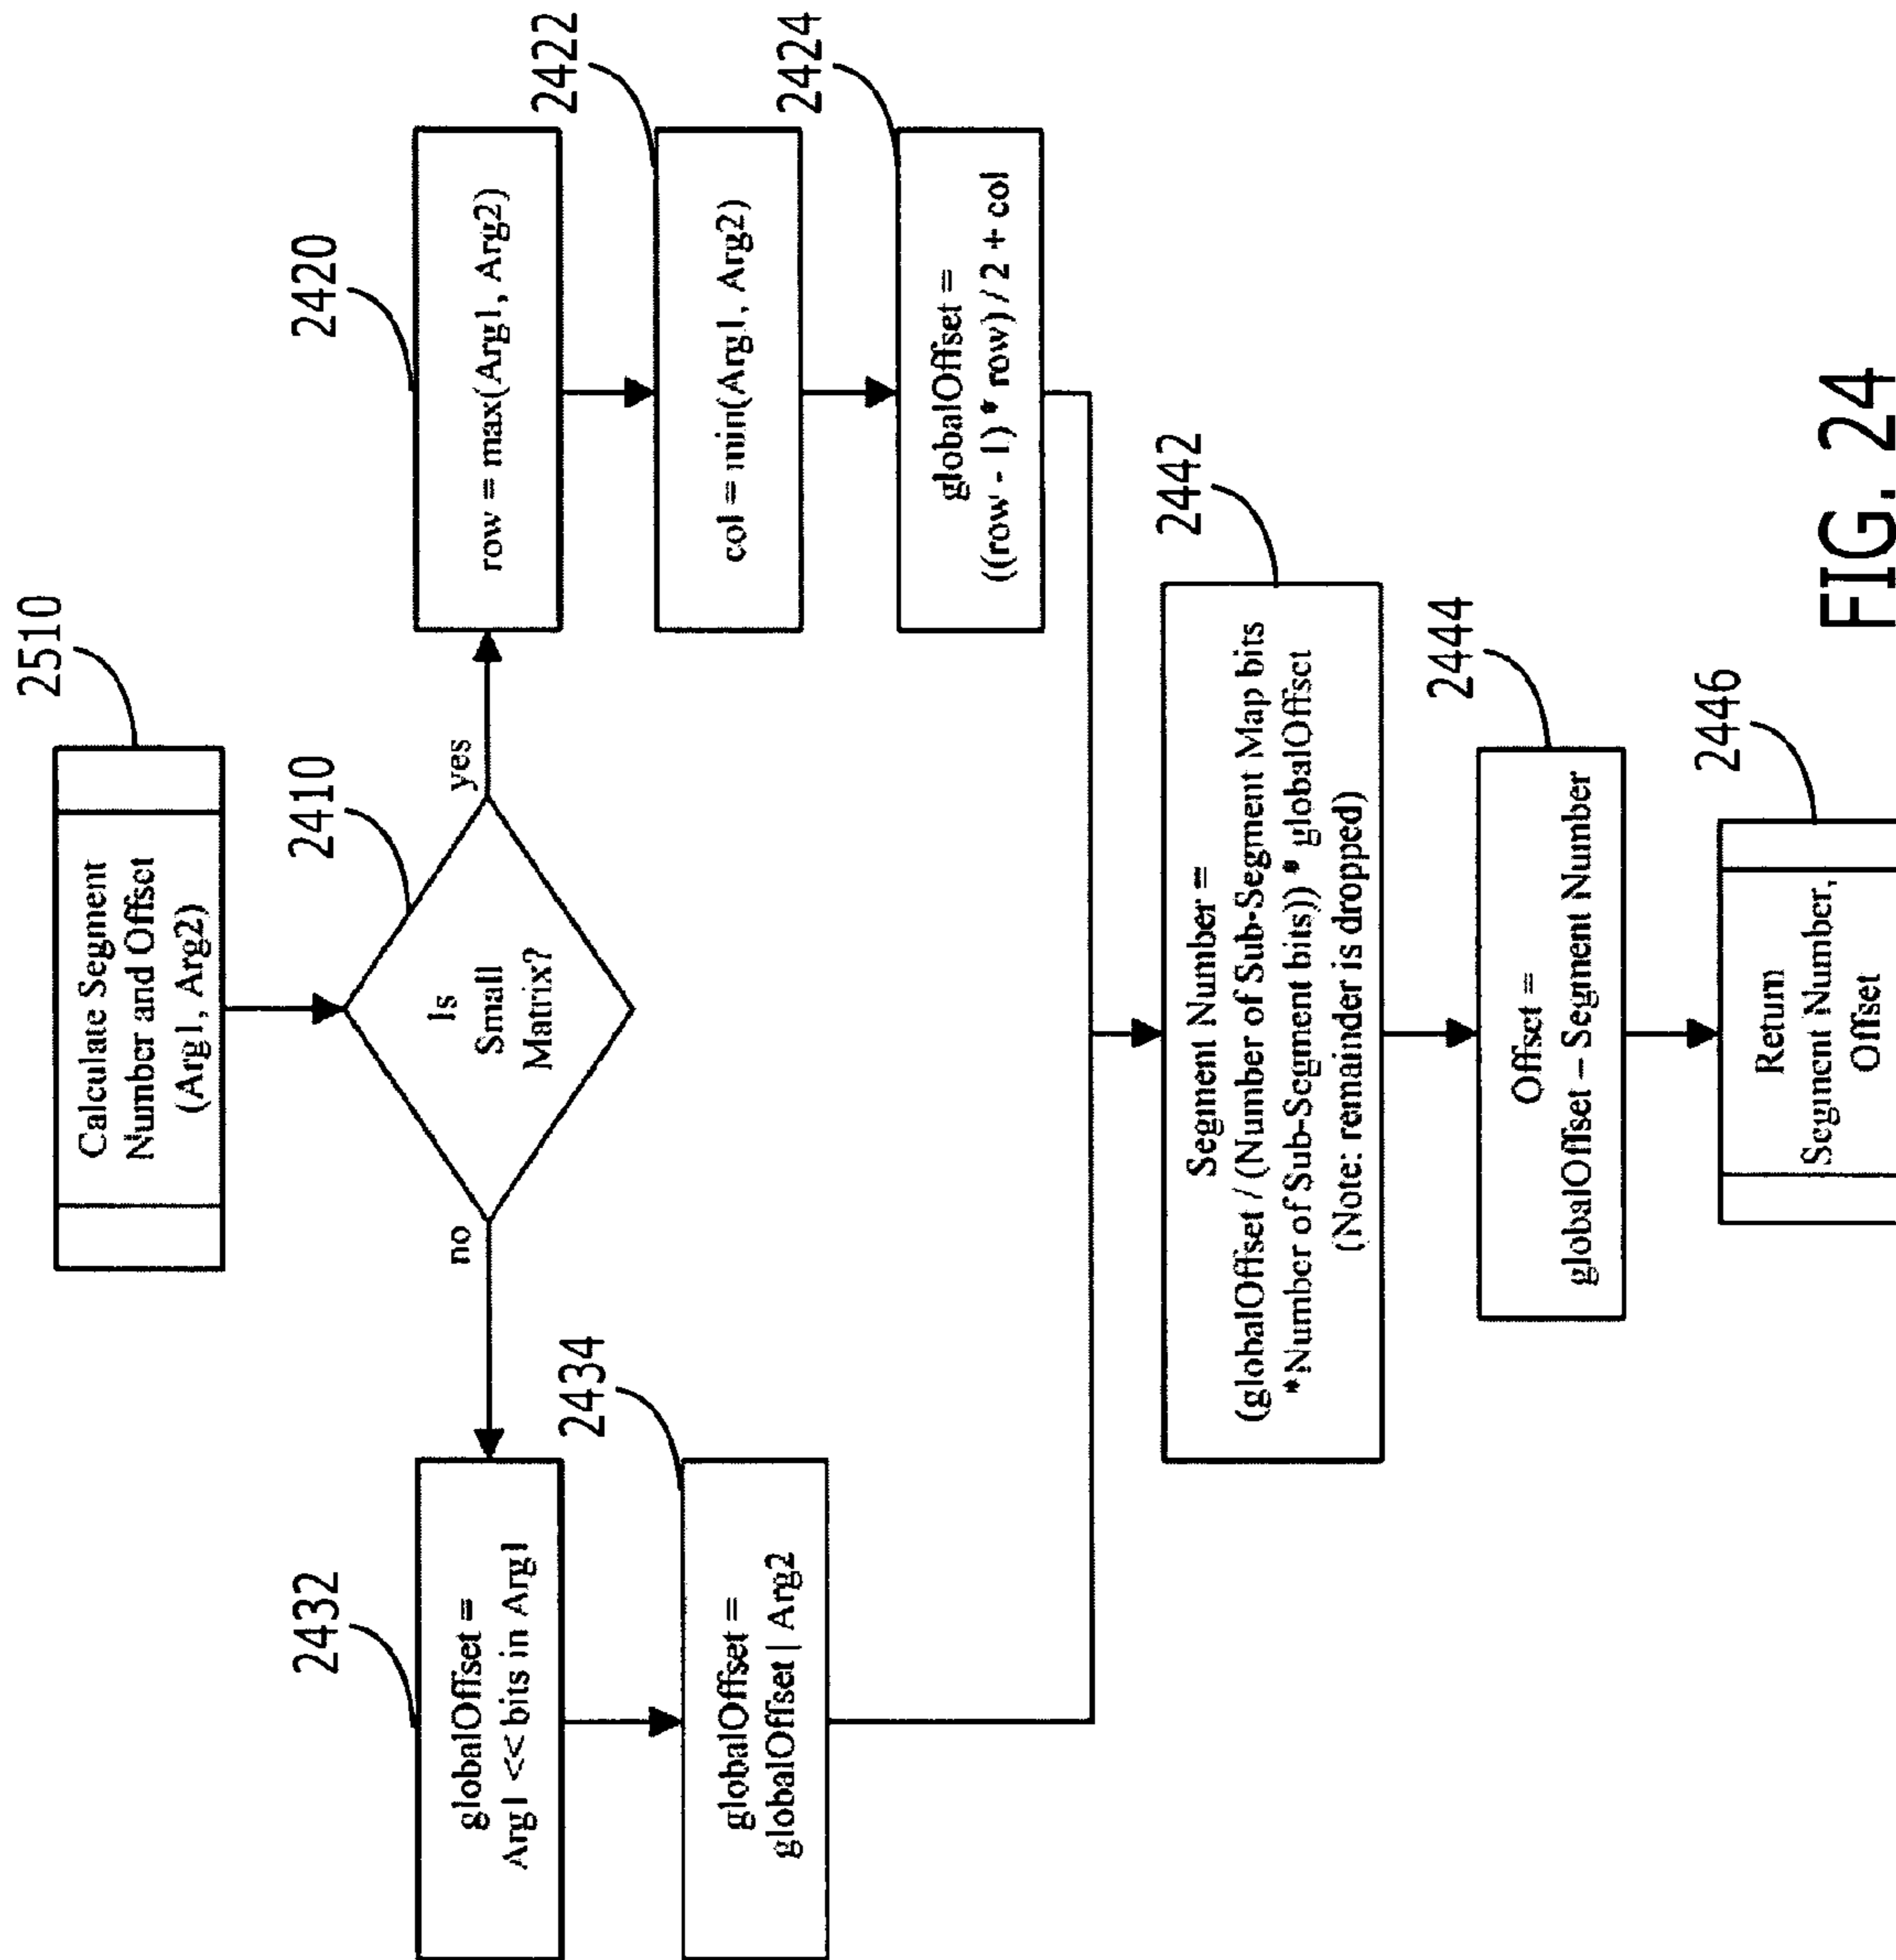 2510
Calculate Segment
Number and Offset
(Arg1, Arg2)
2410
Is
Small
Matrix?
yes
no
2420
row = max(Arg1, Arg2)
2422
col = min(Arg1, Arg2)
2424
globalOffset =
((row - 1) * row) / 2 + col
2432
globalOffset =
Arg1 << bits in Arg1
2434
globalOffset =
globalOffset | Arg2
2442
Segment Number =
(globalOffset / (Number of Sub-Segment Map bits
*Number of Sub-Segment bits)) * globalOffset
(Note: remainder is dropped)
2444
Offset =
globalOffset – Segment Number
2446
Return
Segment Number,
Offset
FIG. 24